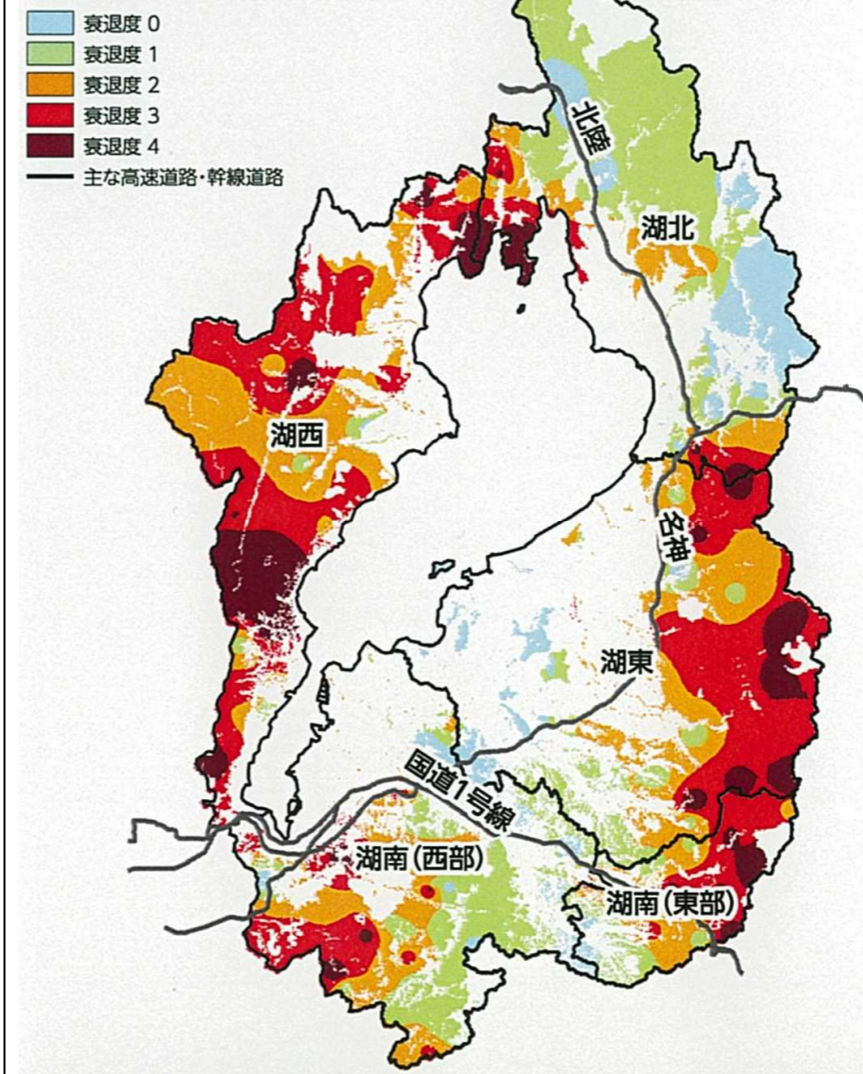 衰退度 0
衰退度 1
衰退度 2
衰退度 3
衰退度 4
主な高速道路・幹線道路
北陸
湖北
湖西
名神
湖東
国道1号線
湖南(西部)
湖南(東部)